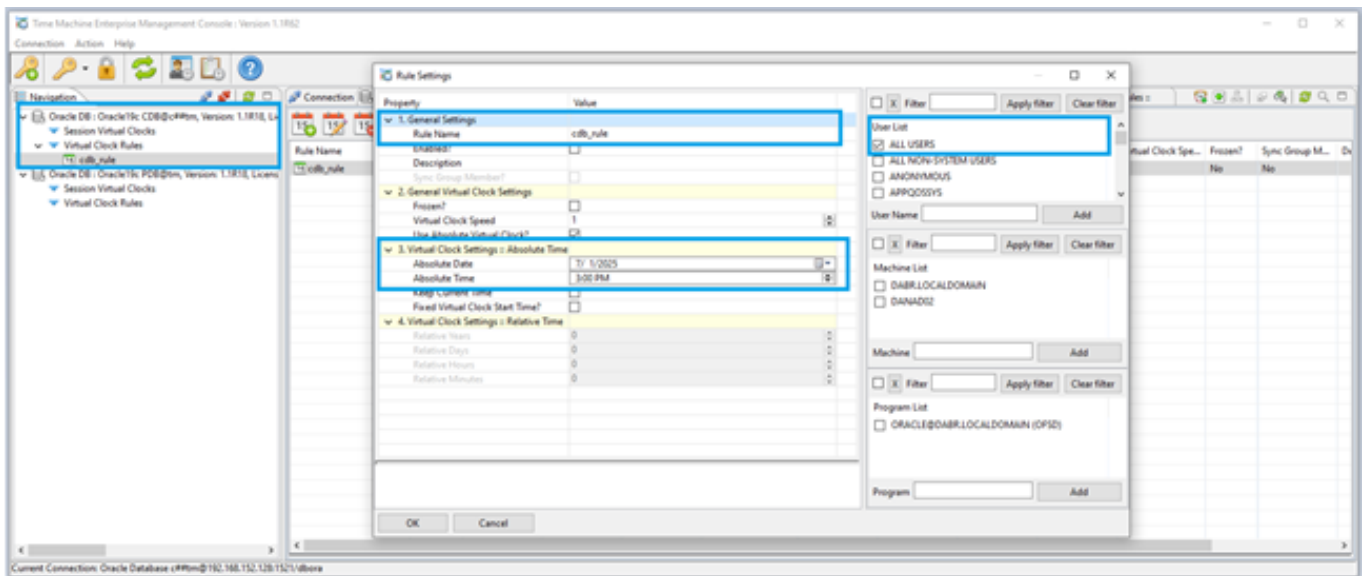 Time Machine Enterprise Management Console : Version 1.1R62
Connection Action Help
Navigation
Oracle DB : Oracle19c CDB@c##tm, Version: 1.1R18, Li
Session Virtual Clocks
Virtual Clock Rules
cdb_rule
Oracle DB : Oracle19c PDB@tm, Version: 1.1R18, Licens
Session Virtual Clocks
Virtual Clock Rules
Connection
Rule Name
cdb_rule
Rule Settings
Property Value
1. General Settings
Rule Name cdb_rule
Enabled?
Description
Sync Group Member?
2. General Virtual Clock Settings
Frozen?
Virtual Clock Speed 1
Use Absolute Virtual Clock?
3. Virtual Clock Settings :: Absolute Time
Absolute Date 7/ 1/2025
Absolute Time 3:00 PM
Keep Current Time
Fixed Virtual Clock Start Time?
4. Virtual Clock Settings :: Relative Time
Relative Years 0
Relative Days 0
Relative Hours 0
Relative Minutes 0
OK Cancel
X Filter Apply filter Clear filter
User List
ALL USERS
ALL NON-SYSTEM USERS
ANONYMOUS
APPQOSSYS
User Name Add
X Filter Apply filter Clear filter
Machine List
DABR.LOCALDOMAIN
DANAD02
Machine Add
X Filter Apply filter Clear filter
Program List
ORACLE@DABR.LOCALDOMAIN (OFSD)
Program Add
les ::
rtual Clock Spe... Frozen? Sync Group M... De
No No
Current Connection: Oracle Database c##tm@192.168.152.128:1521/dbora